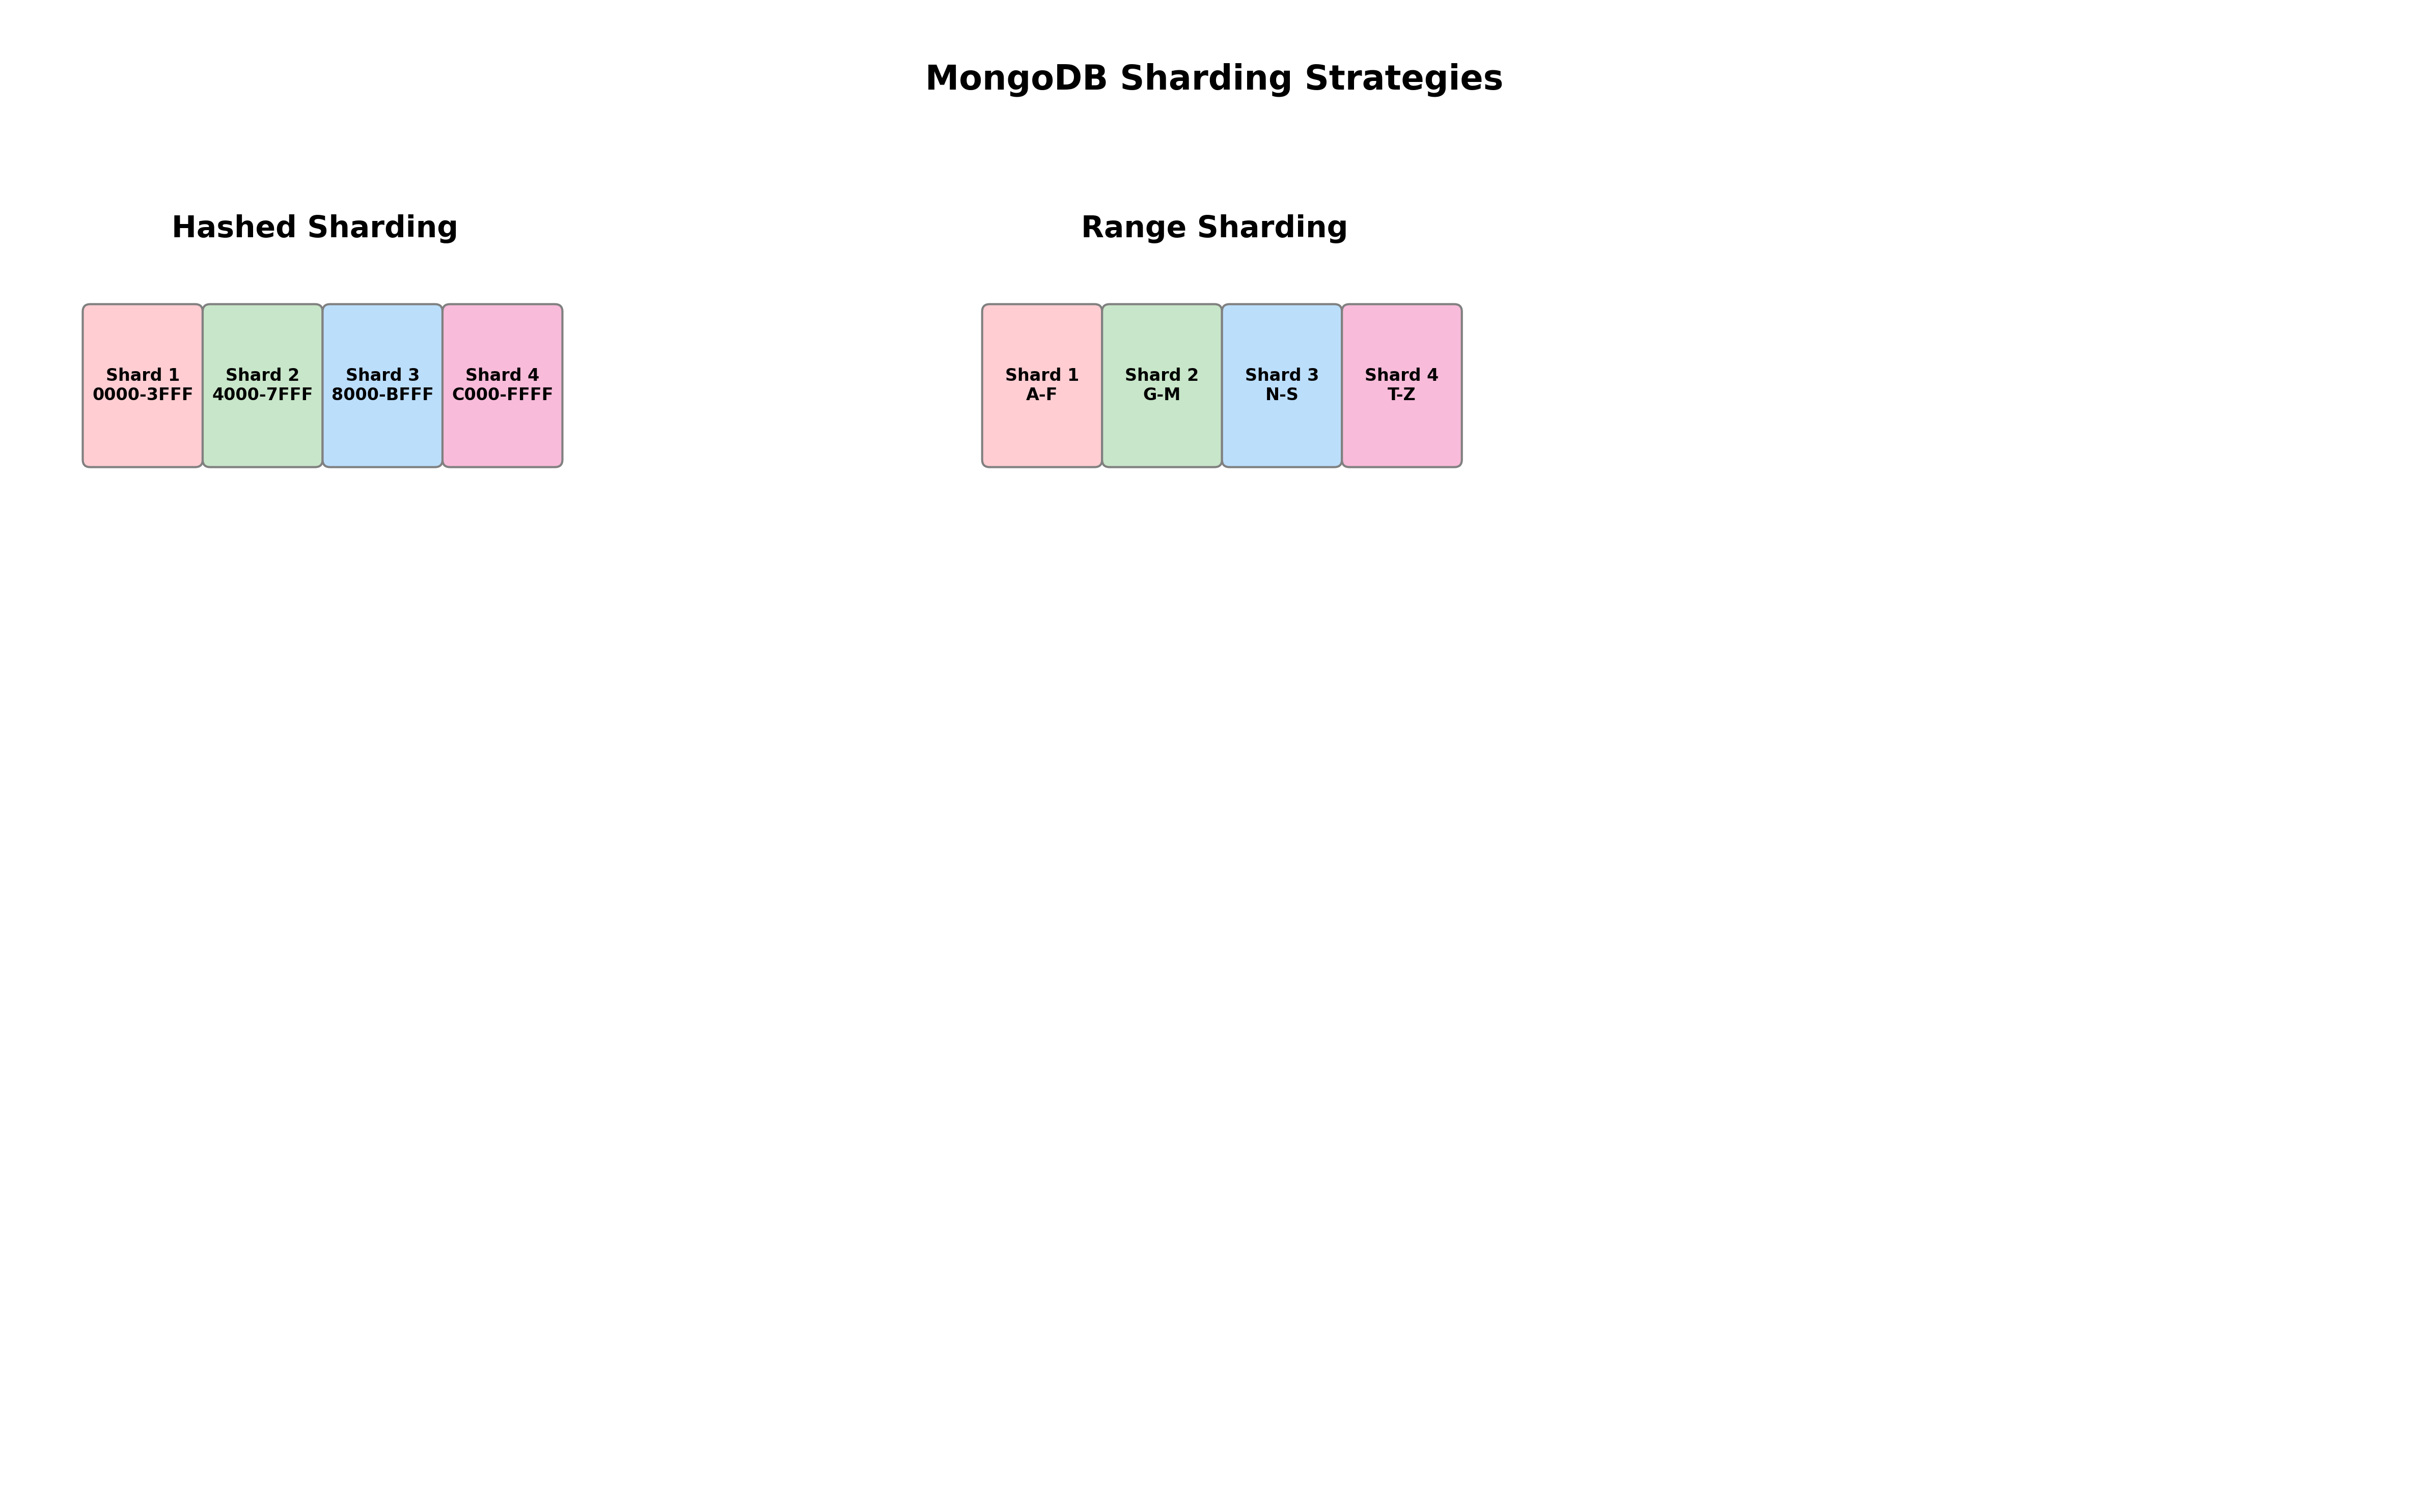 MongoDB Sharding Strategies
Hashed Sharding
Shard 1
0000-3FFF
Shard 2
4000-7FFF
Shard 3
8000-BFFF
Shard 4
C000-FFFF
Range Sharding
Shard 1
A-F
Shard 2
G-M
Shard 3
N-S
Shard 4
T-Z